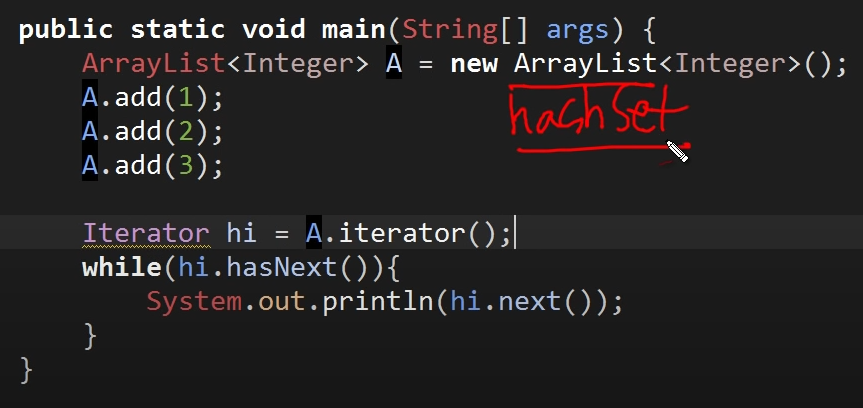 public static void main(String[] args) {
ArrayList<Integer> A = new ArrayList<Integer>();
A.add(1);
hashSet
A.add(2);
A.add(3);
Iterator hi = A.iterator();
while(hi.hasNext()){
System.out.println(hi.next());
}
}